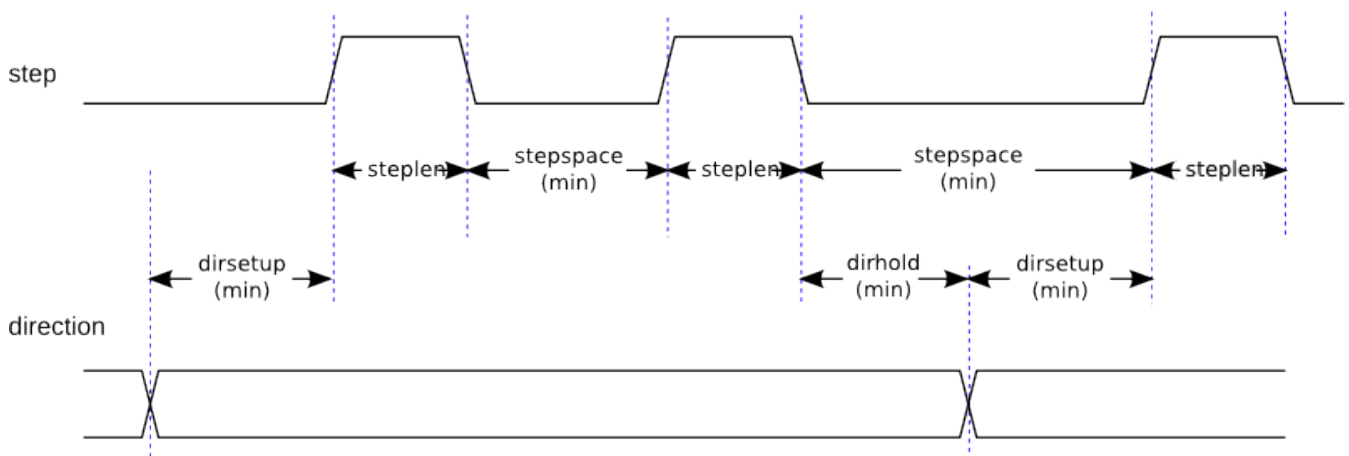 step
steplen
stepspace
(min)
steplen
stepspace
(min)
steplen
dirsetup
(min)
dirhold
(min)
dirsetup
(min)
direction